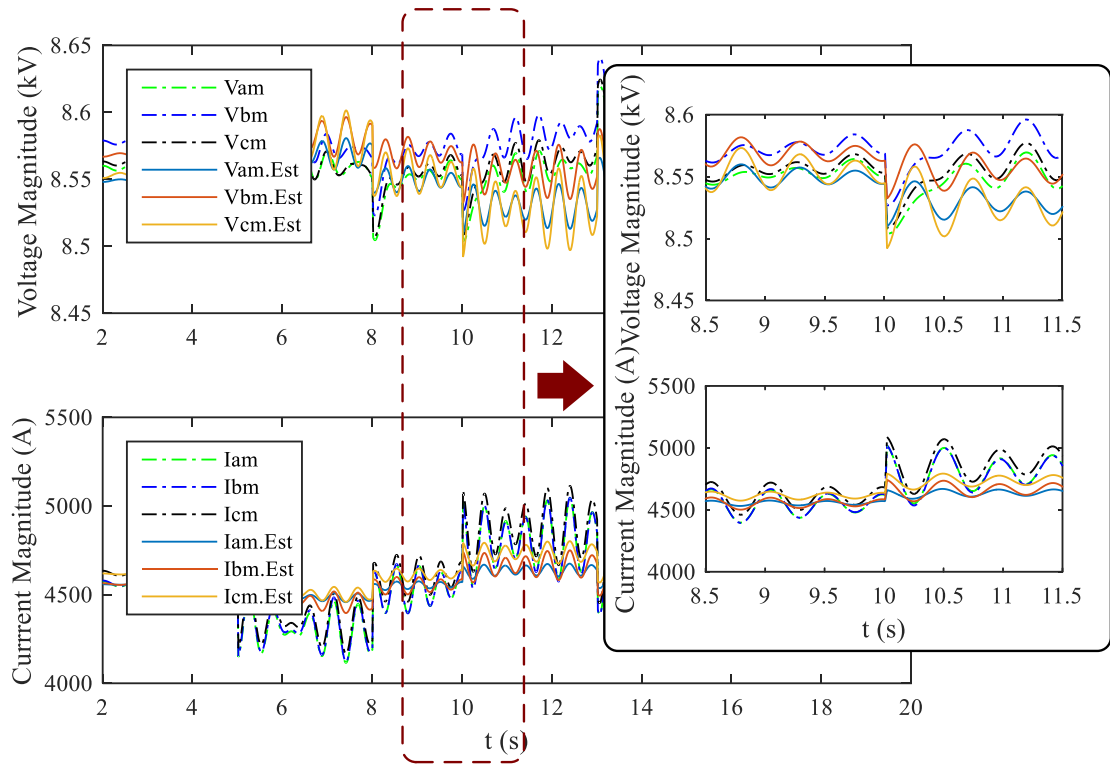 Voltage Magnitude (kV)
8.65
8.6
8.55
8.5
8.45
Vam
Vbm
Vcm
Vam.Est
Vbm.Est
Vcm.Est
2 4 6 8 10 12 14 16
Currrent Magnitude (A)
5500
5000
4500
4000
Iam
Ibm
Icm
Iam.Est
Ibm.Est
Icm.Est
2 4 6 8 10 12 14 16 18 20
t (s)
Voltage Magnitude (kV)
8.6
8.55
8.5
8.45
8.5 9 9.5 10 10.5 11 11.5
Currrent Magnitude (A)
5500
5000
4500
4000
8.5 9 9.5 10 10.5 11 11.5
t (s)